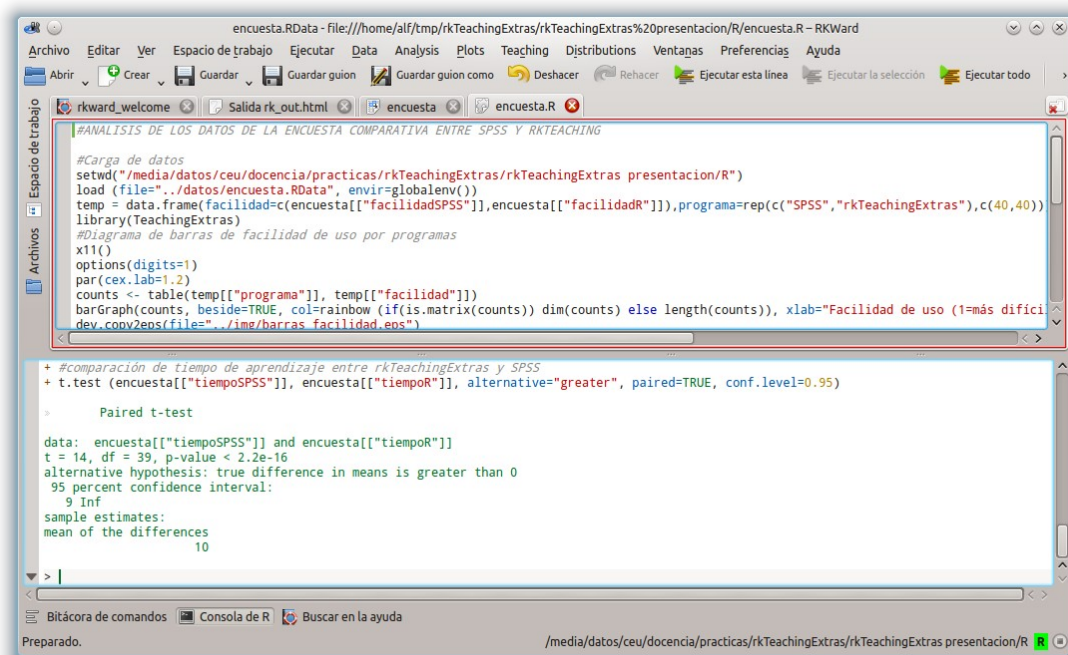 encuesta.RData - file:///home/alf/tmp/rkTeachingExtras/rkTeachingExtras%20presentacion/R/encuesta.R – RKWard
Archivo Editar Ver Espacio de trabajo Ejecutar Data Analysis Plots Teaching Distributions Ventanas Preferencias Ayuda
Abrir Crear Guardar Guardar guion Guardar guion como Deshacer Rehacer Ejecutar esta línea Ejecutar la selección Ejecutar todo
rkward_welcome Salida rk_out.html encuesta encuesta.R
Espacio de trabajo
Archivos
#ANALISIS DE LOS DATOS DE LA ENCUESTA COMPARATIVA ENTRE SPSS Y RKTEACHING
#Carga de datos
setwd("/media/datos/ceu/docencia/practicas/rkTeachingExtras/rkTeachingExtras presentacion/R")
load (file="../datos/encuesta.RData", envir=globalenv())
temp = data.frame(facilidad=c(encuesta[["facilidadSPSS"]],encuesta[["facilidadR"]]),programa=rep(c("SPSS","rkTeachingExtras"),c(40,40))
library(TeachingExtras)
#Diagrama de barras de facilidad de uso por programas
x11()
options(digits=1)
par(cex.lab=1.2)
counts <- table(temp[["programa"]], temp[["facilidad"]])
barGraph(counts, beside=TRUE, col=rainbow (if(is.matrix(counts)) dim(counts) else length(counts)), xlab="Facilidad de uso (1=más difíci
dev.copy2eps(file="../img/barras_facilidad.eps")
+ #comparación de tiempo de aprendizaje entre rkTeachingExtras y SPSS
+ t.test (encuesta[["tiempoSPSS"]], encuesta[["tiempoR"]], alternative="greater", paired=TRUE, conf.level=0.95)
> Paired t-test
data: encuesta[["tiempoSPSS"]] and encuesta[["tiempoR"]]
t = 14, df = 39, p-value < 2.2e-16
alternative hypothesis: true difference in means is greater than 0
95 percent confidence interval:
9 Inf
sample estimates:
mean of the differences
10
>
Bitácora de comandos Consola de R Buscar en la ayuda
Preparado. /media/datos/ceu/docencia/practicas/rkTeachingExtras/rkTeachingExtras presentacion/R R